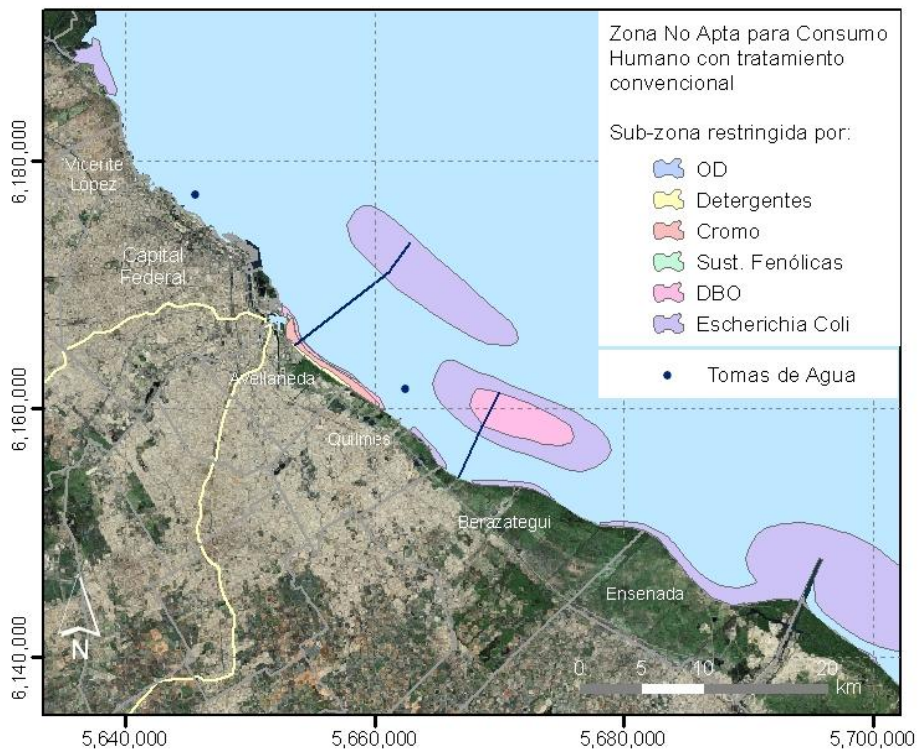 Zona No Apta para Consumo
Humano con tratamiento
convencional
Sub-zona restringida por:
OD
Detergentes
Cromo
Sust. Fenólicas
DBO
Escherichia Coli
Tomas de Agua
6,180,000
6,160,000
6,140,000
Vicente
López
Capital
Federal
Avellaneda
Quilmes
Berazategui
Ensenada
N
0 5 10 20
km
5,640,000 5,660,000 5,680,000 5,700,000